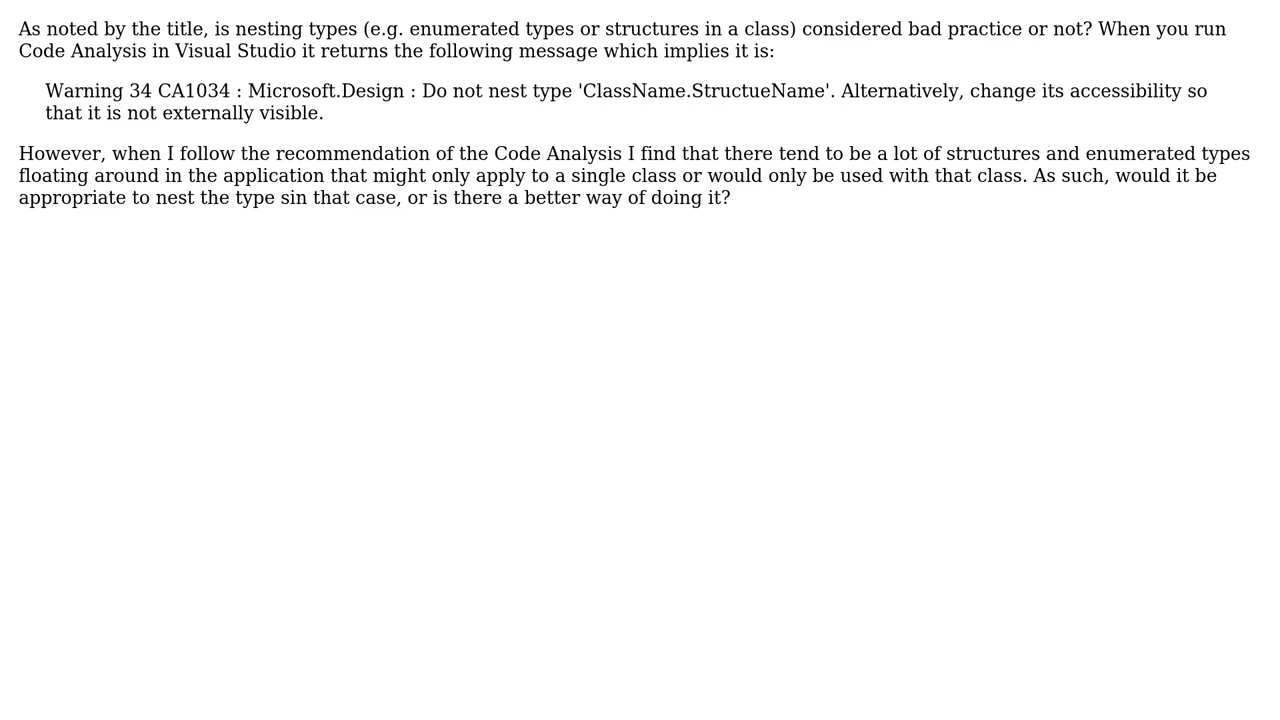 As noted by the title, is nesting types (e.g. enumerated types or structures in a class) considered bad practice or not? When you run
Code Analysis in Visual Studio it returns the following message which implies it is:
Warning 34 CA1034 : Microsoft.Design : Do not nest type 'ClassName.StructueName'. Alternatively, change its accessibility so
that it is not externally visible.
However, when I follow the recommendation of the Code Analysis I find that there tend to be a lot of structures and enumerated types
floating around in the application that might only apply to a single class or would only be used with that class. As such, would it be
appropriate to nest the type sin that case, or is there a better way of doing it?